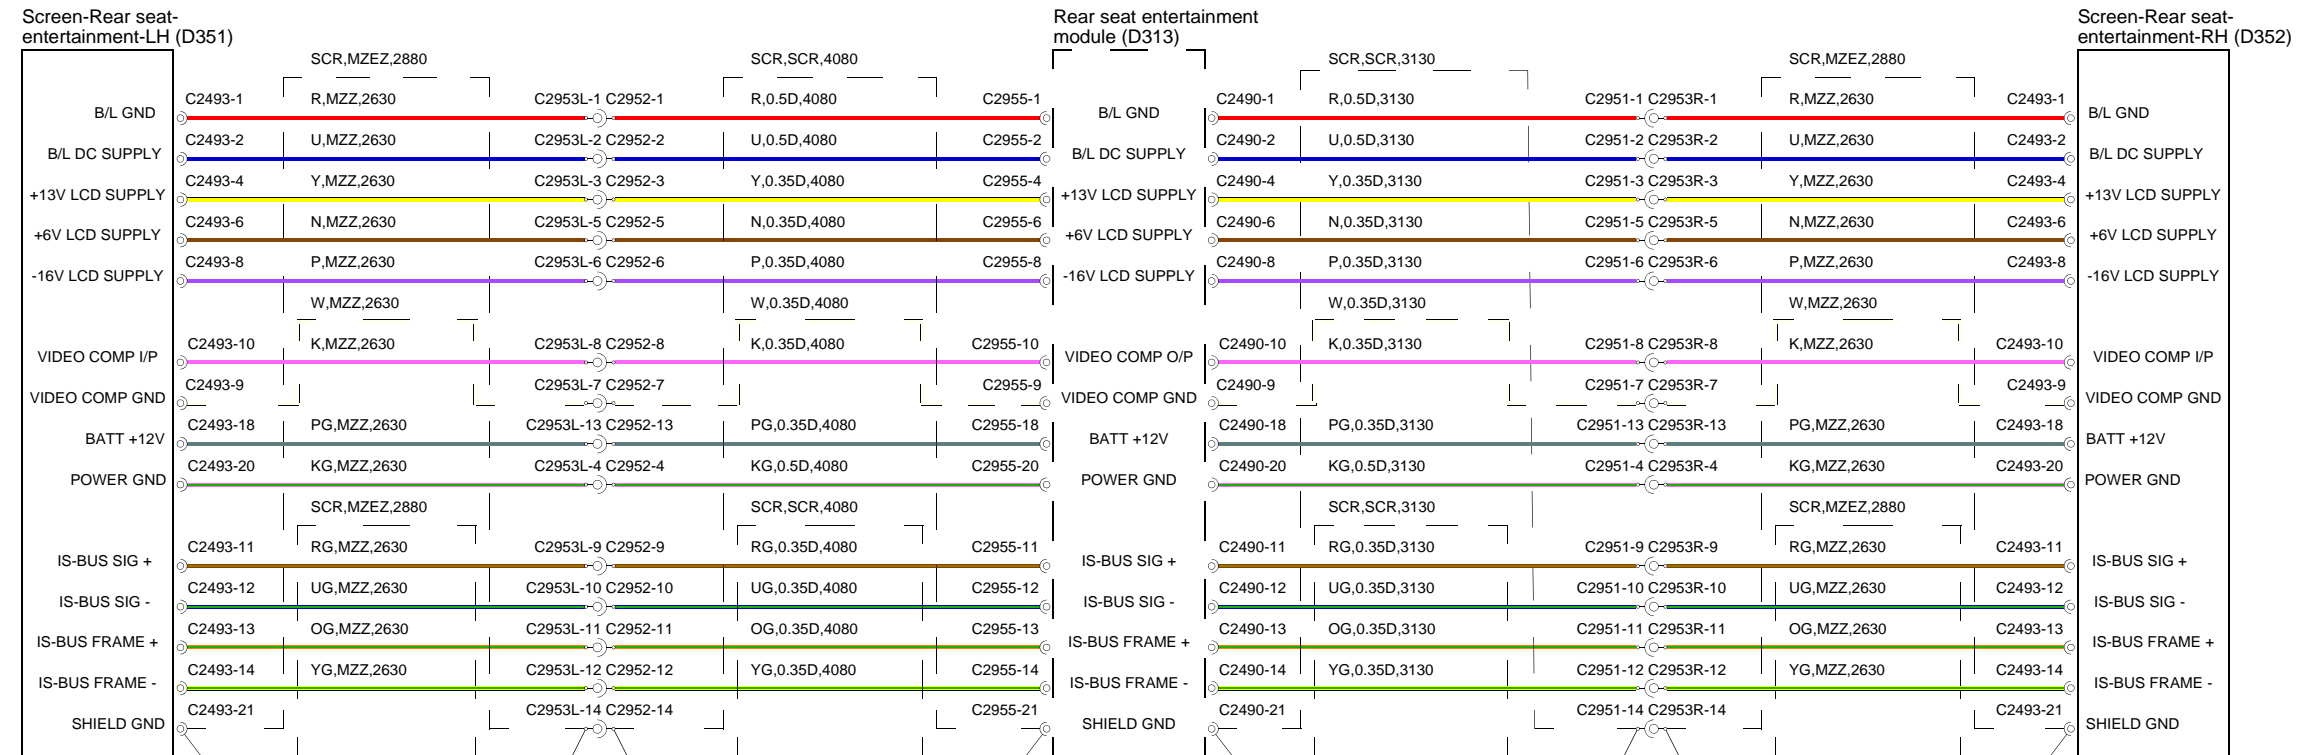 Screen-Rear seat-
entertainment-LH (D351)
Rear seat entertainment
module (D313)
Screen-Rear seat-
entertainment-RH (D352)
SCR,MZEZ,2880 SCR,SCR,4080 SCR,SCR,3130 SCR,MZEZ,2880
C2493-1 R,MZZ,2630 C2953L-1 C2952-1 R,0.5D,4080 C2955-1 C2490-1 R,0.5D,3130 C2951-1 C2953R-1 R,MZZ,2630 C2493-1
B/L GND B/L GND B/L GND
C2493-2 U,MZZ,2630 C2953L-2 C2952-2 U,0.5D,4080 C2955-2 C2490-2 U,0.5D,3130 C2951-2 C2953R-2 U,MZZ,2630 C2493-2
B/L DC SUPPLY B/L DC SUPPLY B/L DC SUPPLY
C2493-4 Y,MZZ,2630 C2953L-3 C2952-3 Y,0.35D,4080 C2955-4 C2490-4 Y,0.35D,3130 C2951-3 C2953R-3 Y,MZZ,2630 C2493-4
+13V LCD SUPPLY +13V LCD SUPPLY +13V LCD SUPPLY
C2493-6 N,MZZ,2630 C2953L-5 C2952-5 N,0.35D,4080 C2955-6 C2490-6 N,0.35D,3130 C2951-5 C2953R-5 N,MZZ,2630 C2493-6
+6V LCD SUPPLY +6V LCD SUPPLY +6V LCD SUPPLY
C2493-8 P,MZZ,2630 C2953L-6 C2952-6 P,0.35D,4080 C2955-8 C2490-8 P,0.35D,3130 C2951-6 C2953R-6 P,MZZ,2630 C2493-8
-16V LCD SUPPLY -16V LCD SUPPLY -16V LCD SUPPLY
W,MZZ,2630 W,0.35D,4080 W,0.35D,3130 W,MZZ,2630
C2493-10 K,MZZ,2630 C2953L-8 C2952-8 K,0.35D,4080 C2955-10 C2490-10 K,0.35D,3130 C2951-8 C2953R-8 K,MZZ,2630 C2493-10
VIDEO COMP I/P VIDEO COMP O/P VIDEO COMP I/P
C2493-9 C2953L-7 C2952-7 C2955-9 C2490-9 C2951-7 C2953R-7 C2493-9
VIDEO COMP GND VIDEO COMP GND VIDEO COMP GND
C2493-18 PG,MZZ,2630 C2953L-13 C2952-13 PG,0.35D,4080 C2955-18 C2490-18 PG,0.35D,3130 C2951-13 C2953R-13 PG,MZZ,2630 C2493-18
BATT +12V BATT +12V BATT +12V
C2493-20 KG,MZZ,2630 C2953L-4 C2952-4 KG,0.5D,4080 C2955-20 C2490-20 KG,0.5D,3130 C2951-4 C2953R-4 KG,MZZ,2630 C2493-20
POWER GND POWER GND POWER GND
SCR,MZEZ,2880 SCR,SCR,4080 SCR,SCR,3130 SCR,MZEZ,2880
C2493-11 RG,MZZ,2630 C2953L-9 C2952-9 RG,0.35D,4080 C2955-11 C2490-11 RG,0.35D,3130 C2951-9 C2953R-9 RG,MZZ,2630 C2493-11
IS-BUS SIG + IS-BUS SIG + IS-BUS SIG +
C2493-12 UG,MZZ,2630 C2953L-10 C2952-10 UG,0.35D,4080 C2955-12 C2490-12 UG,0.35D,3130 C2951-10 C2953R-10 UG,MZZ,2630 C2493-12
IS-BUS SIG - IS-BUS SIG - IS-BUS SIG -
C2493-13 OG,MZZ,2630 C2953L-11 C2952-11 OG,0.35D,4080 C2955-13 C2490-13 OG,0.35D,3130 C2951-11 C2953R-11 OG,MZZ,2630 C2493-13
IS-BUS FRAME + IS-BUS FRAME + IS-BUS FRAME +
C2493-14 YG,MZZ,2630 C2953L-12 C2952-12 YG,0.35D,4080 C2955-14 C2490-14 YG,0.35D,3130 C2951-12 C2953R-12 YG,MZZ,2630 C2493-14
IS-BUS FRAME - IS-BUS FRAME - IS-BUS FRAME -
C2493-21 C2953L-14 C2952-14 C2955-21 C2490-21 C2951-14 C2953R-14 C2493-21
SHIELD GND SHIELD GND SHIELD GND